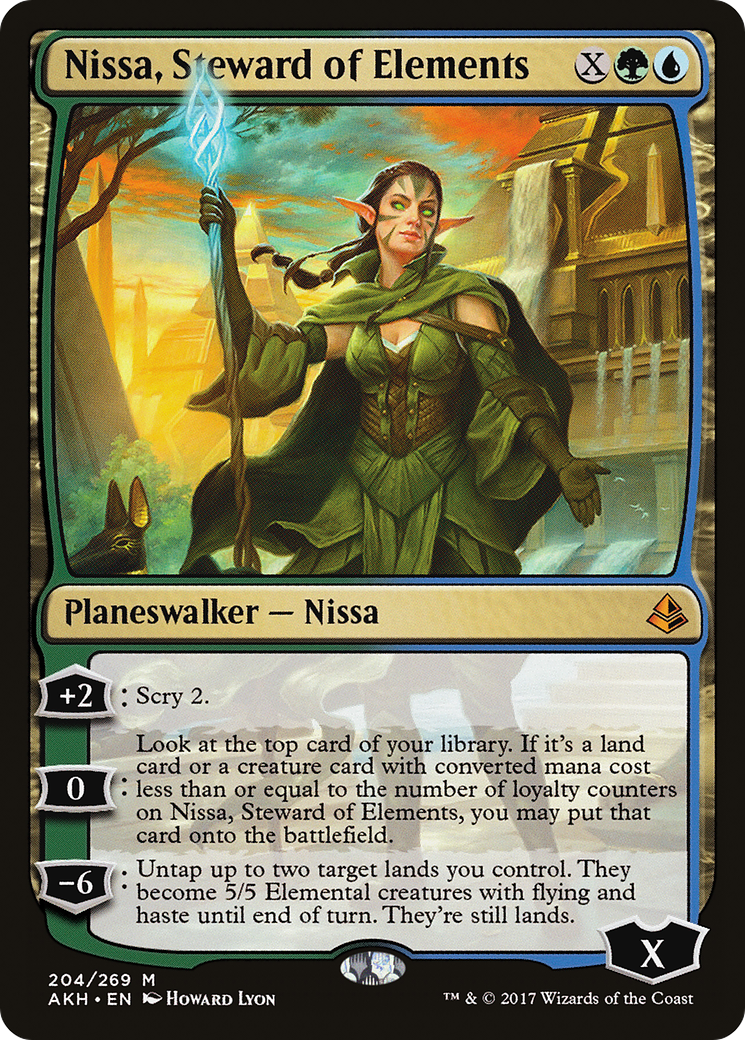 Nissa, Steward of Elements X
Planeswalker — Nissa
+2 : Scry 2.
Look at the top card of your library. If it's a land
card or a creature card with converted mana cost
0 : less than or equal to the number of loyalty counters
on Nissa, Steward of Elements, you may put that
card onto the battlefield.
-6 : Untap up to two target lands you control. They
become 5/5 Elemental creatures with flying and
haste until end of turn. They're still lands.
X
204/269 M
AKH • EN Howard Lyon ™ & © 2017 Wizards of the Coast